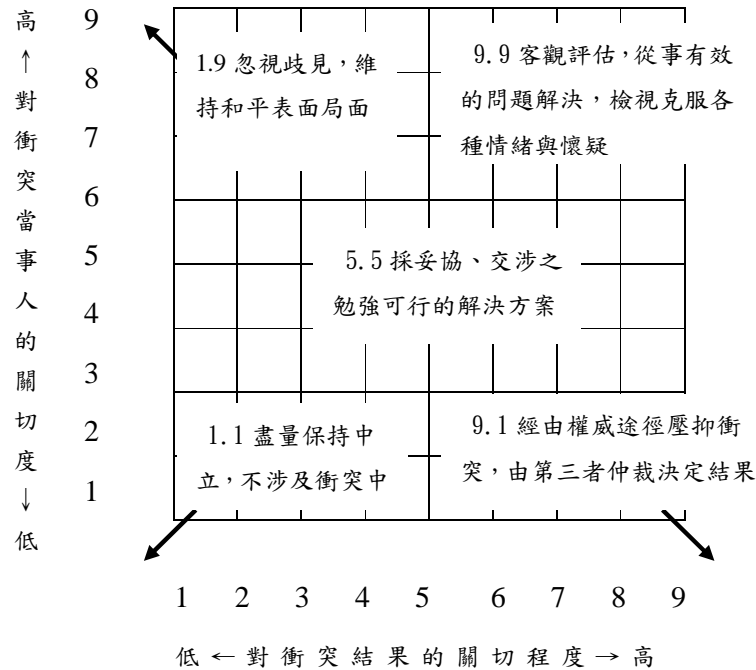 高 ↑ 對衝突當事人的關切度 ↓ 低
9
8
7
6
5
4
3
2
1
1.9 忽視歧見，維
持和平表面局面
9.9 客觀評估，從事有效
的問題解決，檢視克服各
種情緒與懷疑
5.5 採妥協、交涉之
勉強可行的解決方案
1.1 盡量保持中
立，不涉及衝突中
9.1 經由權威途徑壓抑衝
突，由第三者仲裁決定結果
1 2 3 4 5 6 7 8 9
低 ← 對衝突結果的關切程度 → 高